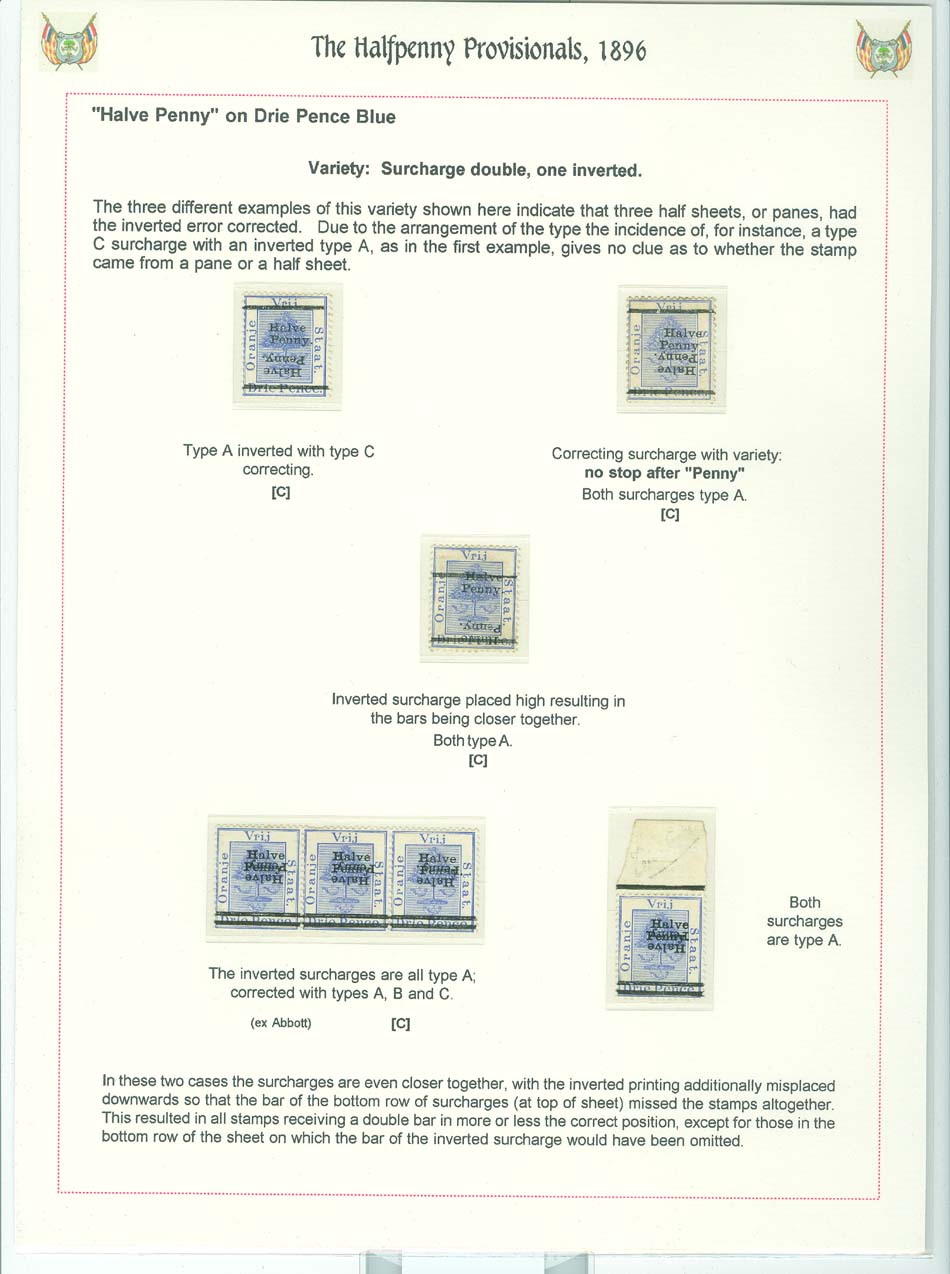 The Halfpenny Provisionals, 1896
"Halve Penny" on Drie Pence Blue
Variety: Surcharge double, one inverted.
The three different examples of this variety shown here indicate that three half sheets, or panes, had
the inverted error corrected. Due to the arrangement of the type the incidence of, for instance, a type
C surcharge with an inverted type A, as in the first example, gives no clue as to whether the stamp
came from a pane or a half sheet.
Vrij
Oranje
Staat.
Halve
Penny.
Penny.
Halve
Drie Pence.
Type A inverted with type C
correcting.
[C]
Vrij
Oranje
Staat.
Halve
Penny
Penny.
Halve
Drie Pence.
Correcting surcharge with variety:
no stop after "Penny"
Both surcharges type A.
[C]
Vrij
Oranje
Staat.
Halve
Penny.
Penny.
Halve
Drie Pence.
Inverted surcharge placed high resulting in
the bars being closer together.
Both type A.
[C]
Vrij Vrij Vrij
Oranje
Staat.
Halve Halve Halve
Penny Penny Penny
Halve Halve Halve
Drie Pence. Drie Pence. Drie Pence.
The inverted surcharges are all type A;
corrected with types A, B and C.
(ex Abbott) [C]
Vrij
Oranje
Staat.
Halve
Penny
Halve
Drie Pence.
Both
surcharges
are type A.
In these two cases the surcharges are even closer together, with the inverted printing additionally misplaced
downwards so that the bar of the bottom row of surcharges (at top of sheet) missed the stamps altogether.
This resulted in all stamps receiving a double bar in more or less the correct position, except for those in the
bottom row of the sheet on which the bar of the inverted surcharge would have been omitted.